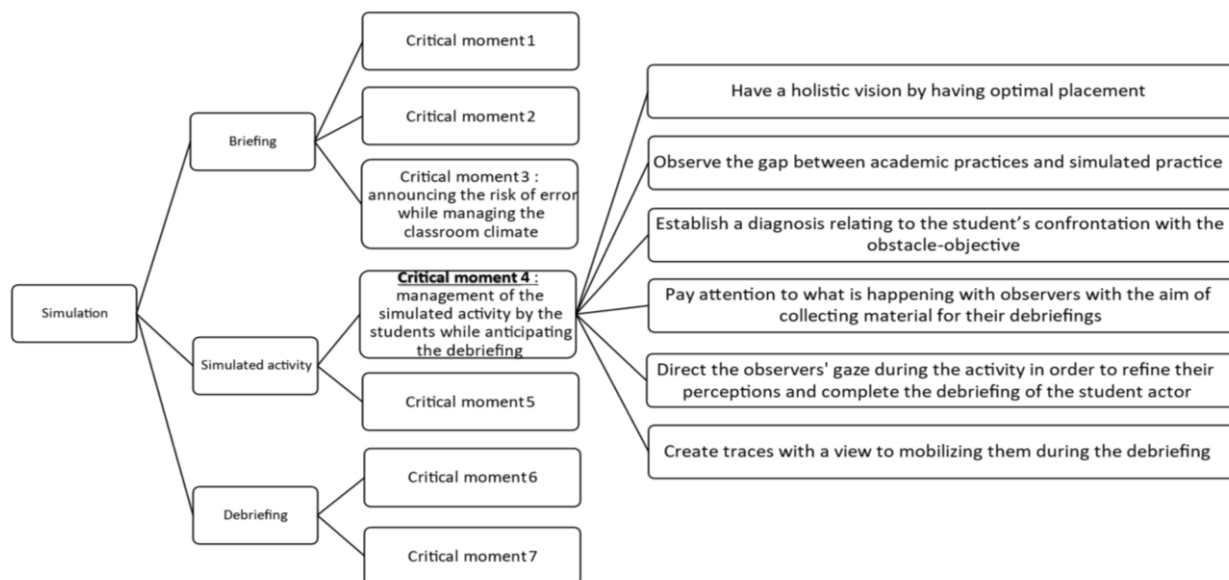 Simulation
Briefing
Simulated activity
Debriefing
Critical moment 1
Critical moment 2
Critical moment 3 :
announcing the risk of error
while managing the
classroom climate
Critical moment 4 :
management of the
simulated activity by the
students while anticipating
the debriefing
Critical moment 5
Critical moment 6
Critical moment 7
Have a holistic vision by having optimal placement
Observe the gap between academic practices and simulated practice
Establish a diagnosis relating to the student’s confrontation with the
obstacle-objective
Pay attention to what is happening with observers with the aim of
collecting material for their debriefings
Direct the observers' gaze during the activity in order to refine their
perceptions and complete the debriefing of the student actor
Create traces with a view to mobilizing them during the debriefing